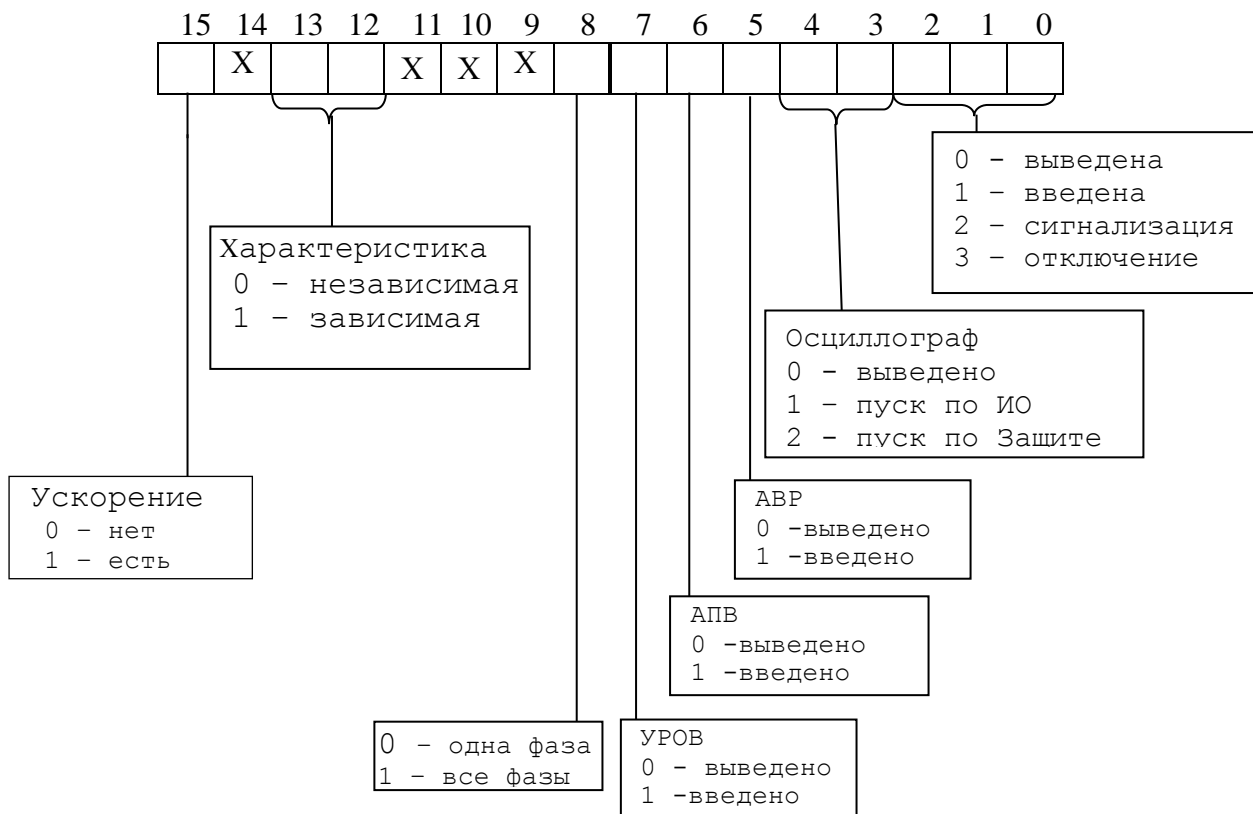 15 14 13 12 11 10 9 8 7 6 5 4 3 2 1 0
X X X X
0 - выведена
1 – введена
2 – сигнализация
3 – отключение
Характеристика
0 – независимая
1 – зависимая
Осциллограф
0 - выведено
1 – пуск по ИО
2 - пуск по Защите
Ускорение
0 – нет
1 – есть
АВР
0 -выведено
1 -введено
АПВ
0 -выведено
1 -введено
0 – одна фаза
1 – все фазы
УРОВ
0 - выведено
1 -введено